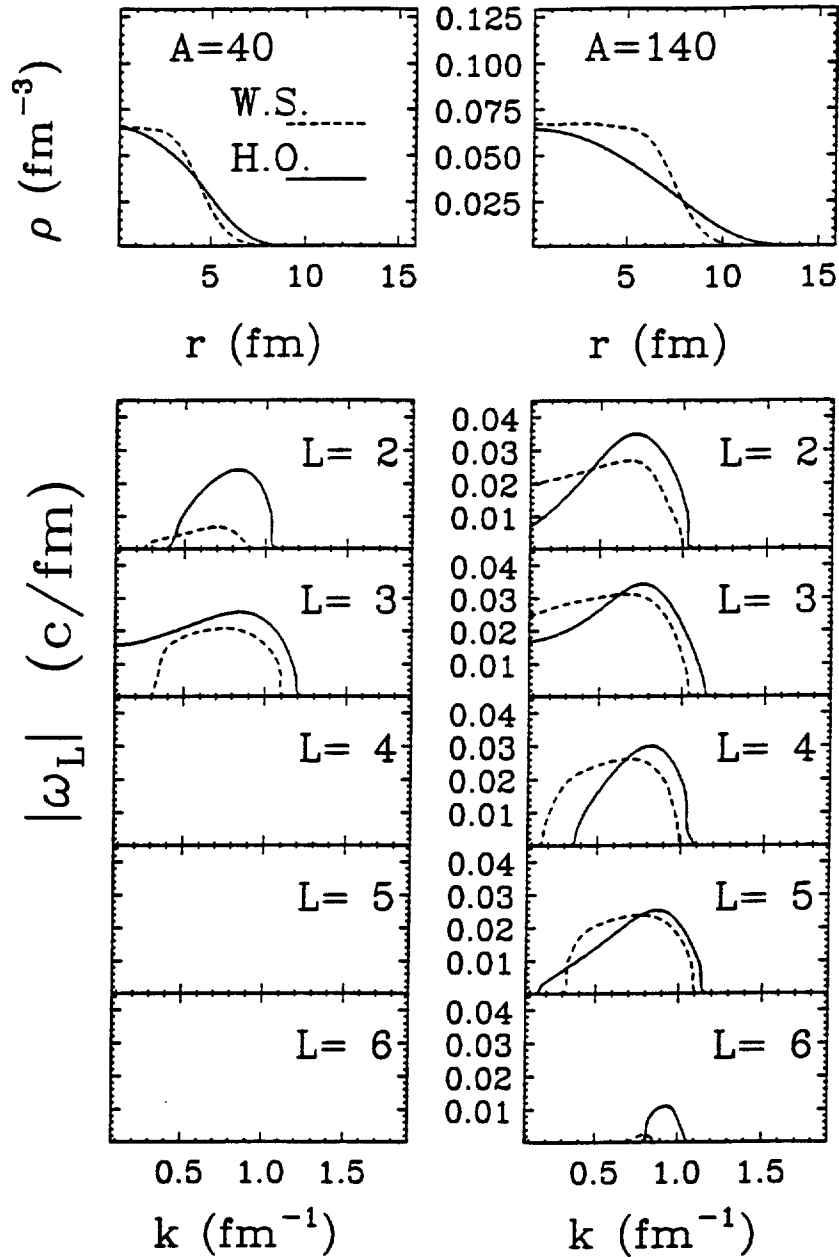 ρ (fm⁻³)
A=40
W.S.
H.O.
5 10 15
r (fm)
0.125
0.100
0.075
0.050
0.025
A=140
5 10 15
r (fm)
|ω_L| (c/fm)
L= 2
L= 3
L= 4
L= 5
L= 6
0.5 1.0 1.5
k (fm⁻¹)
0.04
0.03
0.02
0.01
L= 2
0.04
0.03
0.02
0.01
L= 3
0.04
0.03
0.02
0.01
L= 4
0.04
0.03
0.02
0.01
L= 5
0.04
0.03
0.02
0.01
L= 6
0.5 1.0 1.5
k (fm⁻¹)